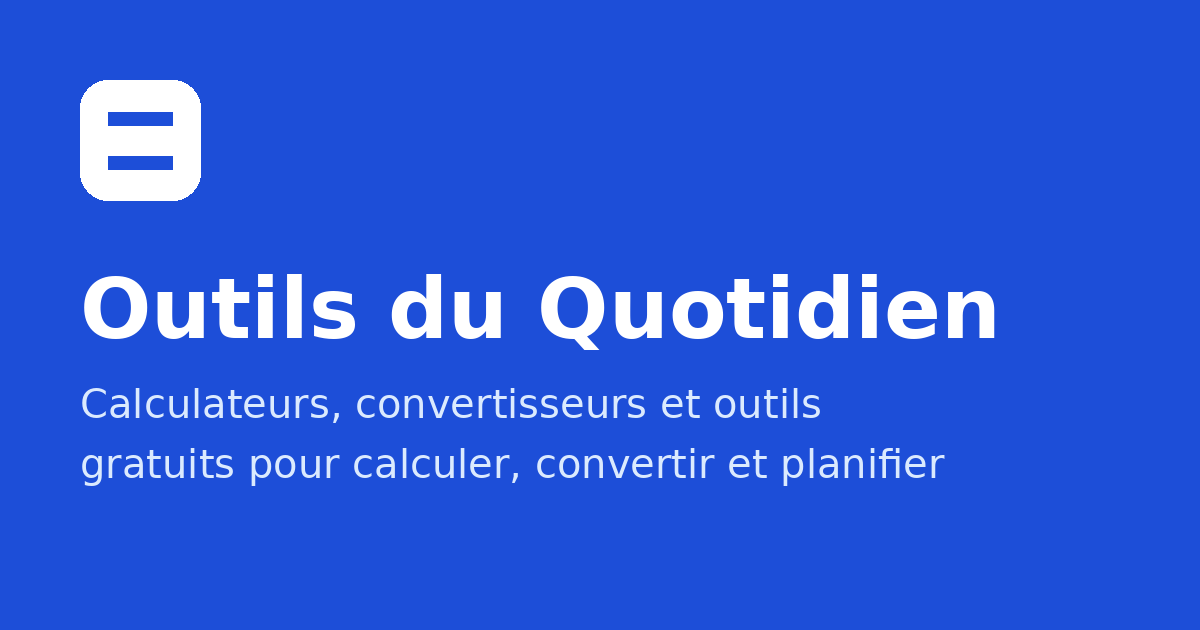 Outils du Quotidien
Calculateurs, convertisseurs et outils
gratuits pour calculer, convertir et planifier